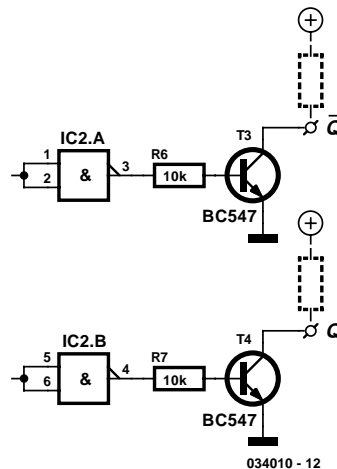 IC2.A
1
2
&
3
R6
10k
T3
BC547
+
Q̄
IC2.B
5
6
&
4
R7
10k
T4
BC547
+
Q
034010 - 12